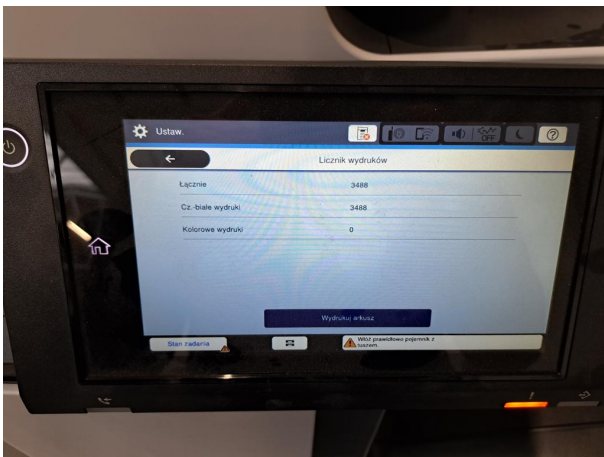 Ustaw.
OFF
?
Licznik wydruków
Łącznie 3488
Cz.-białe wydruki 3488
Kolorowe wydruki 0
Wydrukuj arkusz
Stan zadania
Włóż prawidłowo pojemnik z
tuszem.
!